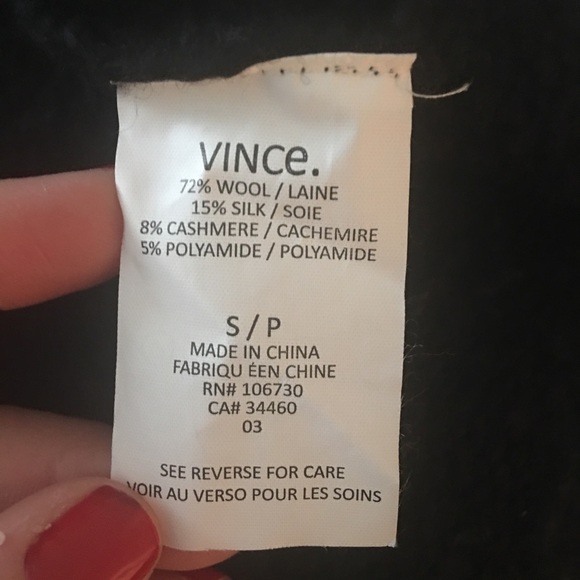 VINCe.
72% WOOL / LAINE
15% SILK / SOIE
8% CASHMERE / CACHEMIRE
5% POLYAMIDE / POLYAMIDE
S / P
MADE IN CHINA
FABRIQU ÉEN CHINE
RN# 106730
CA# 34460
03
SEE REVERSE FOR CARE
VOIR AU VERSO POUR LES SOINS